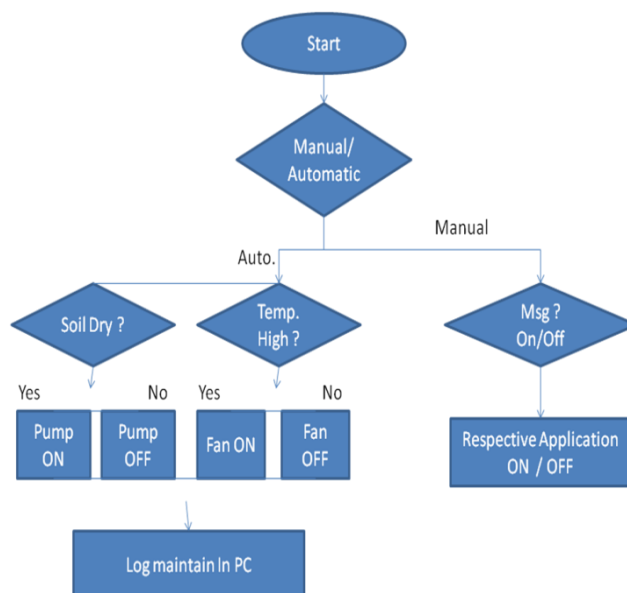 Start
Manual/
Automatic
Manual
Auto.
Soil Dry ?
Temp.
High ?
Msg ?
On/Off
Yes
No
Yes
No
Pump
ON
Pump
OFF
Fan ON
Fan
OFF
Respective Application
ON / OFF
Log maintain In PC